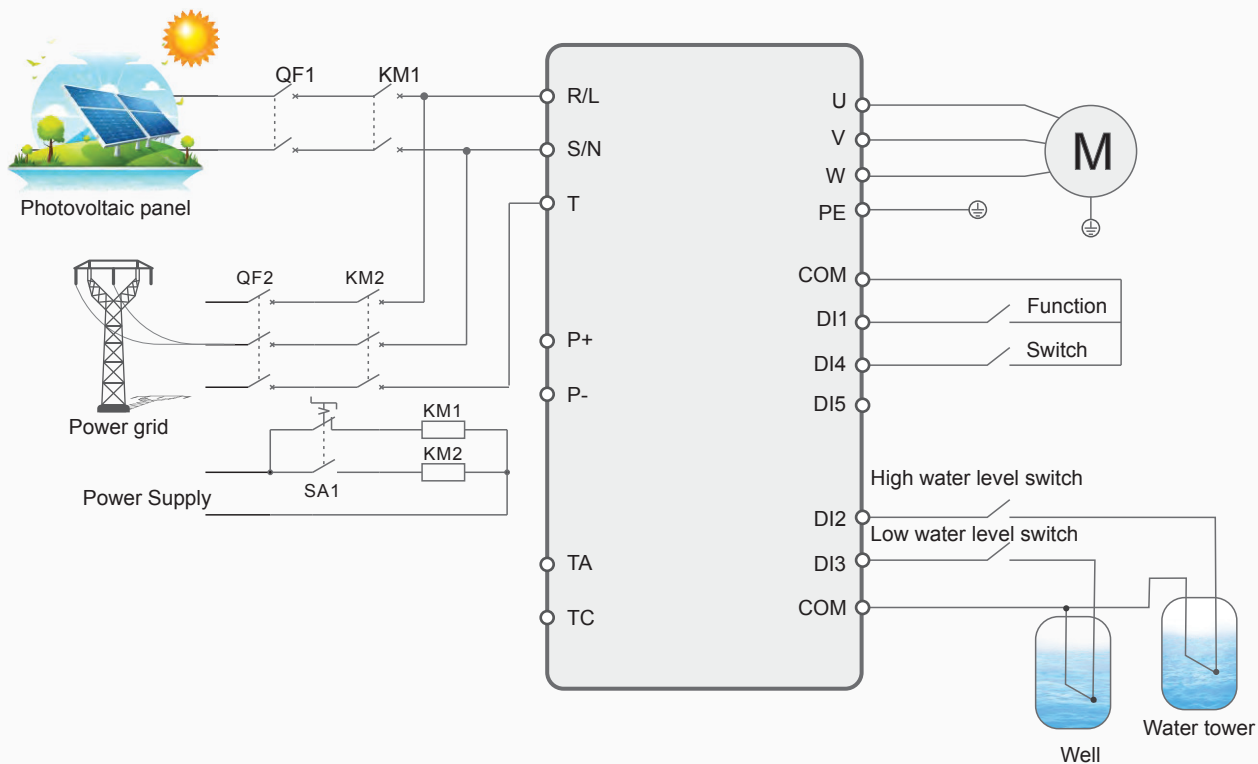 QF1
KM1
R/L
S/N
T
Photovoltaic panel
QF2
KM2
Power grid
P+
P-
KM1
KM2
SA1
Power Supply
TA
TC
U
V
W
PE
M
COM
DI1
Function
DI4
Switch
DI5
High water level switch
DI2
Low water level switch
DI3
COM
Water tower
Well